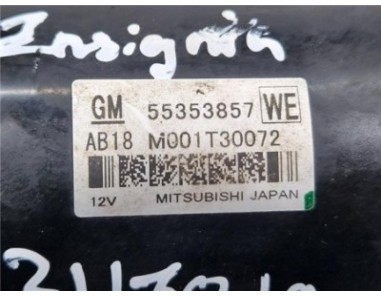 Insignia
GM 55353857 WE
AB18 M001T30072
12V MITSUBISHI JAPAN